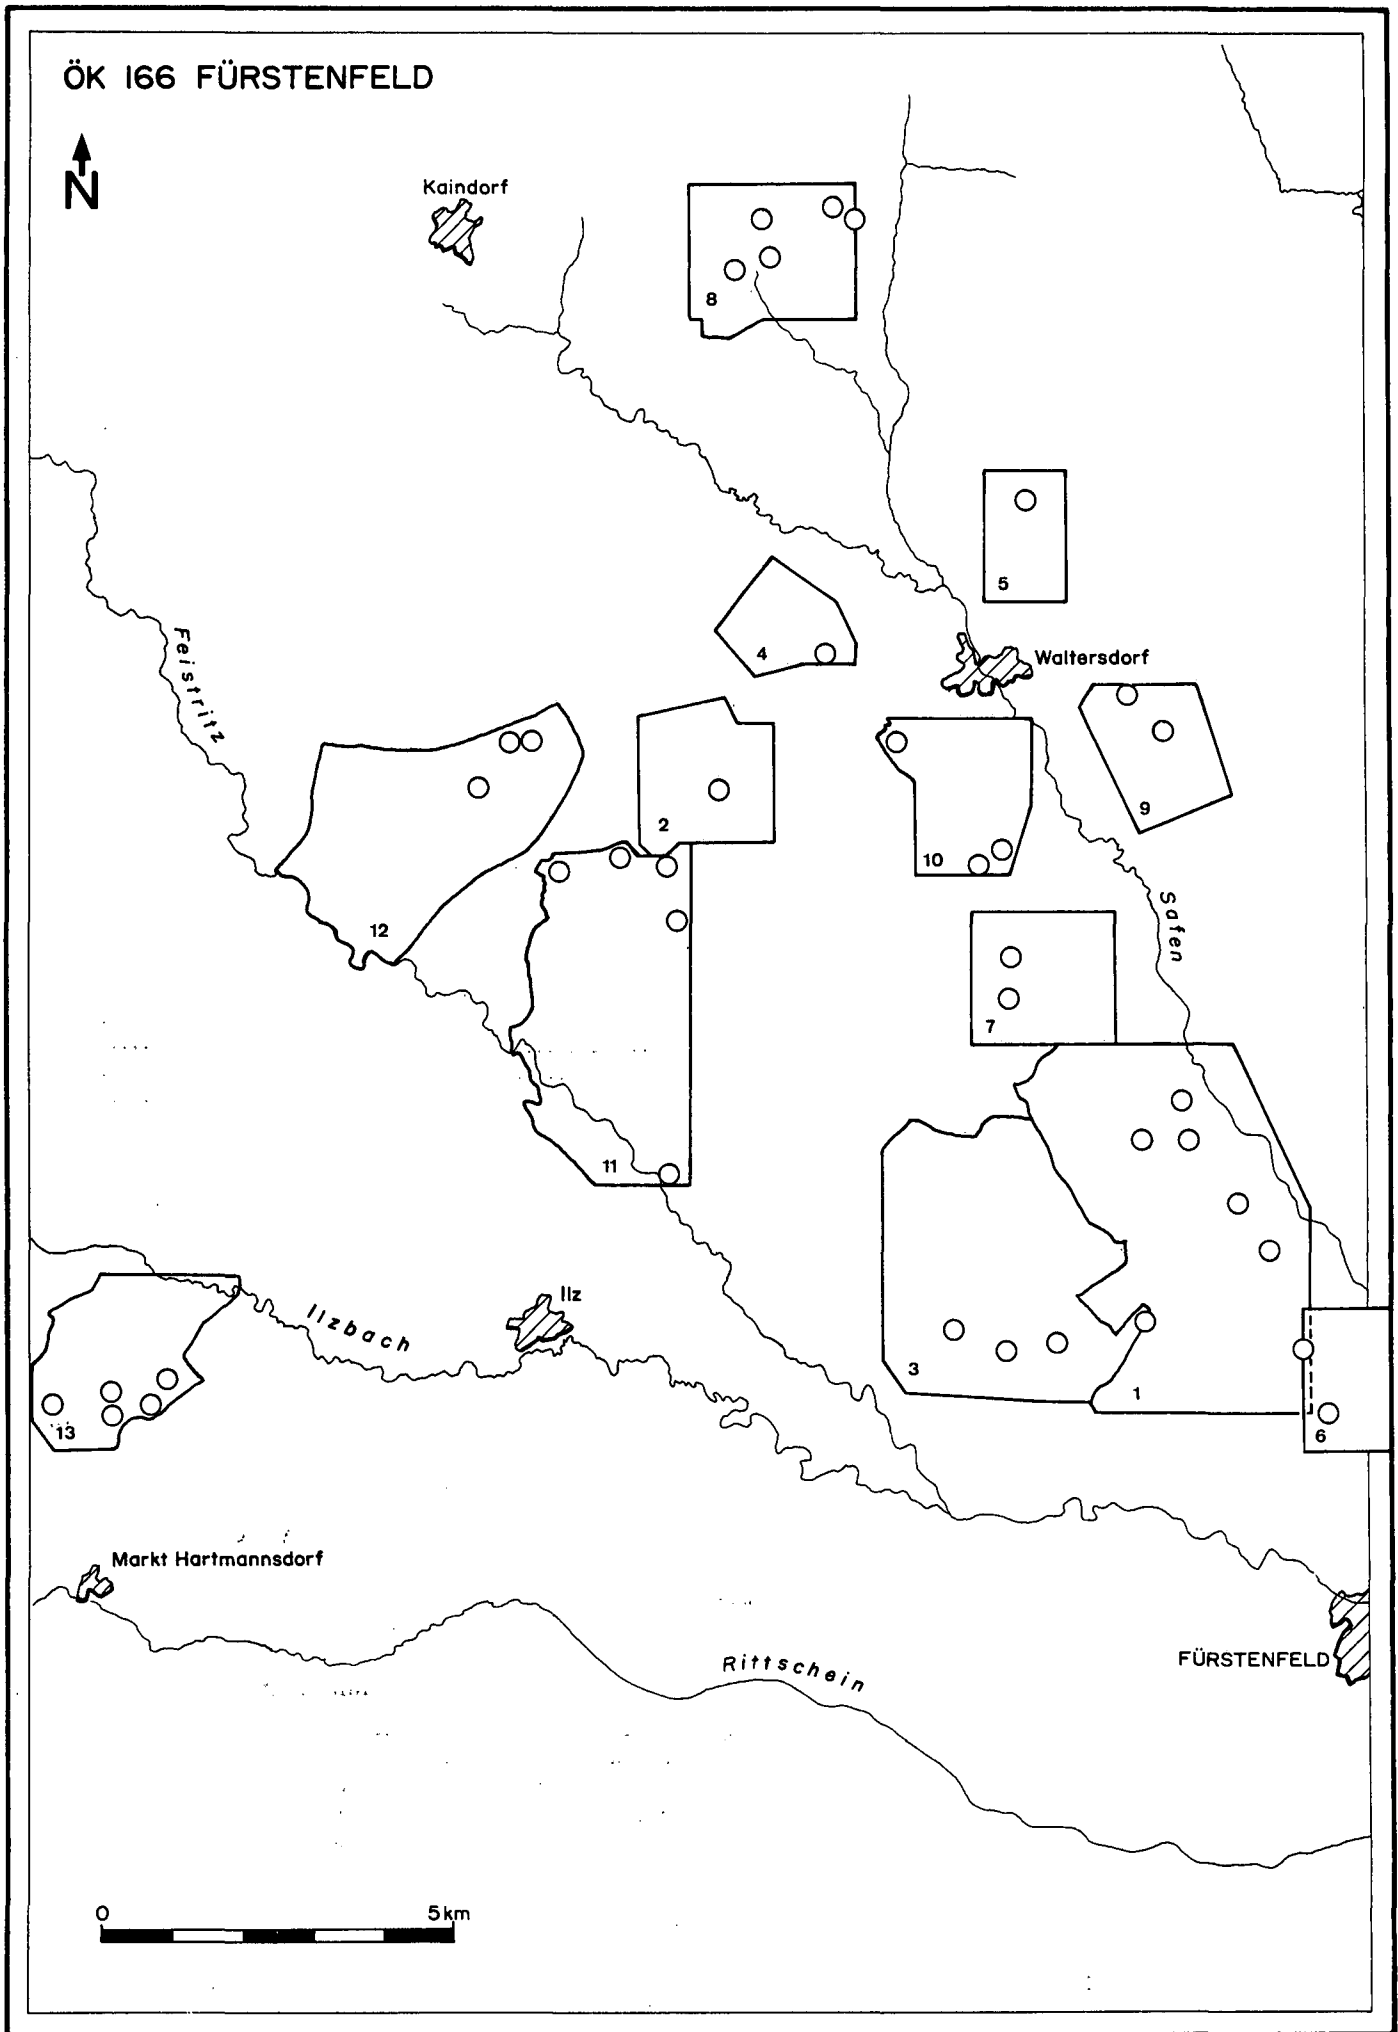 ÖK 166 FÜRSTENFELD
N
Kaindorf
8
5
Feistritz
4
Waltersdorf
2
9
10
12
Safen
7
11
Ilz
Ilzbach
3
1
13
6
Markt Hartmannsdorf
FÜRSTENFELD
Rittschein
0 5 km